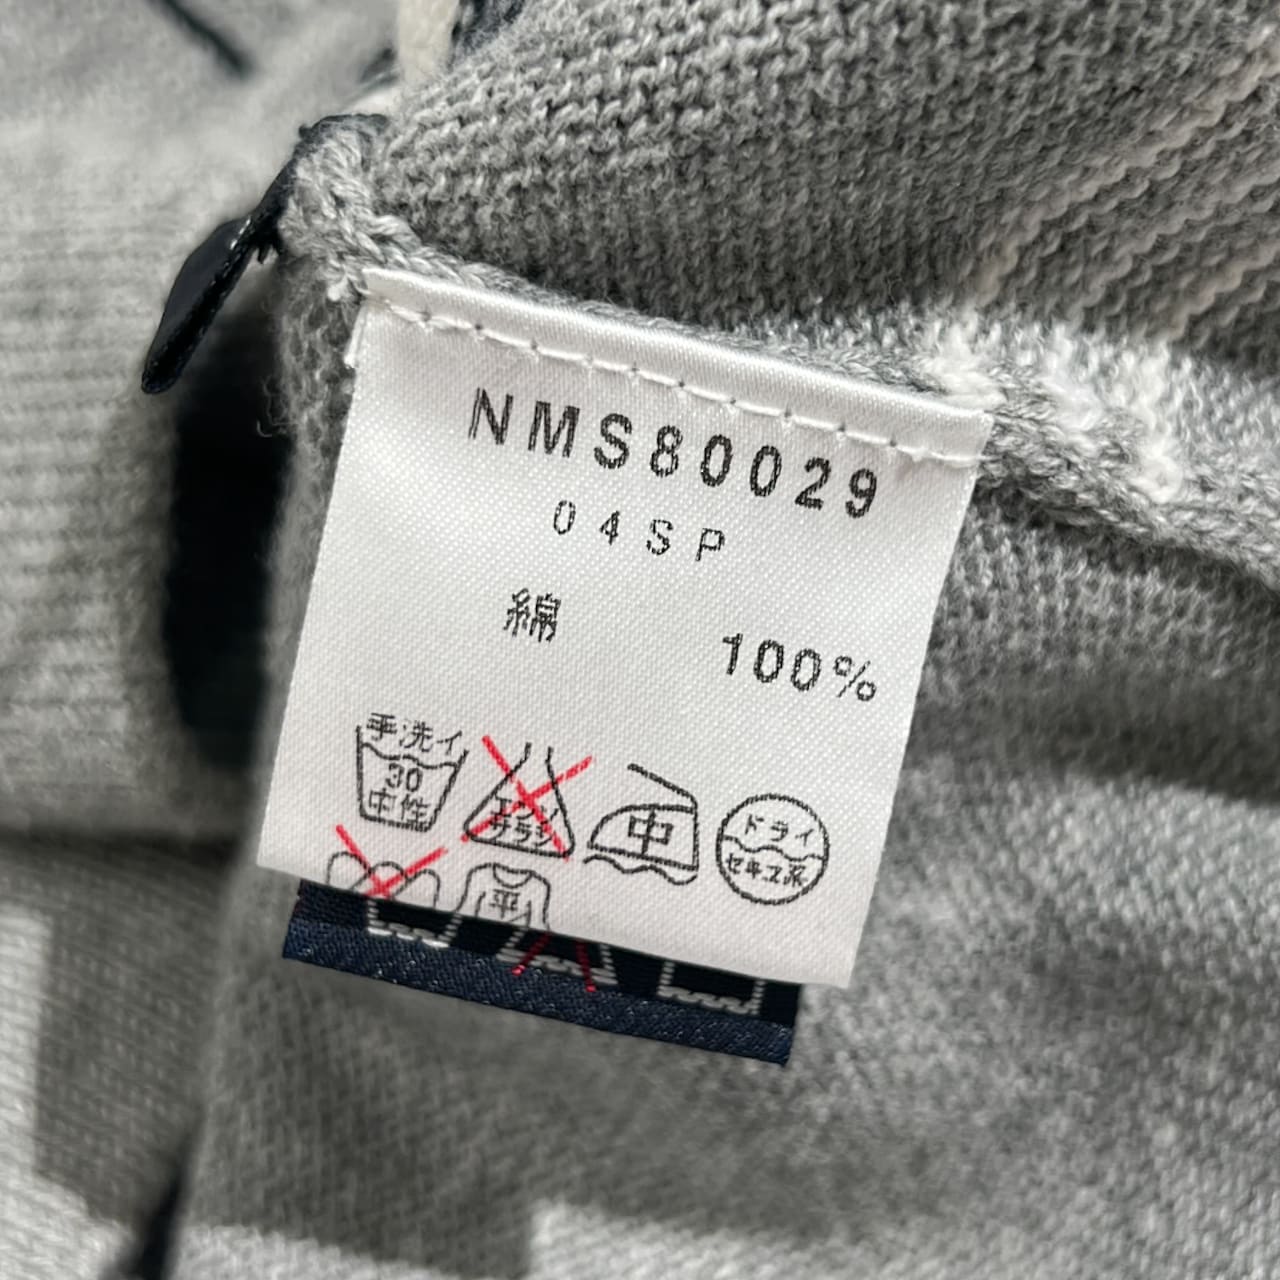 NMS80029
04SP
綿 100%
手洗イ
30
中性
エンソ
サラシ
中
ドライ
セキユ系
平